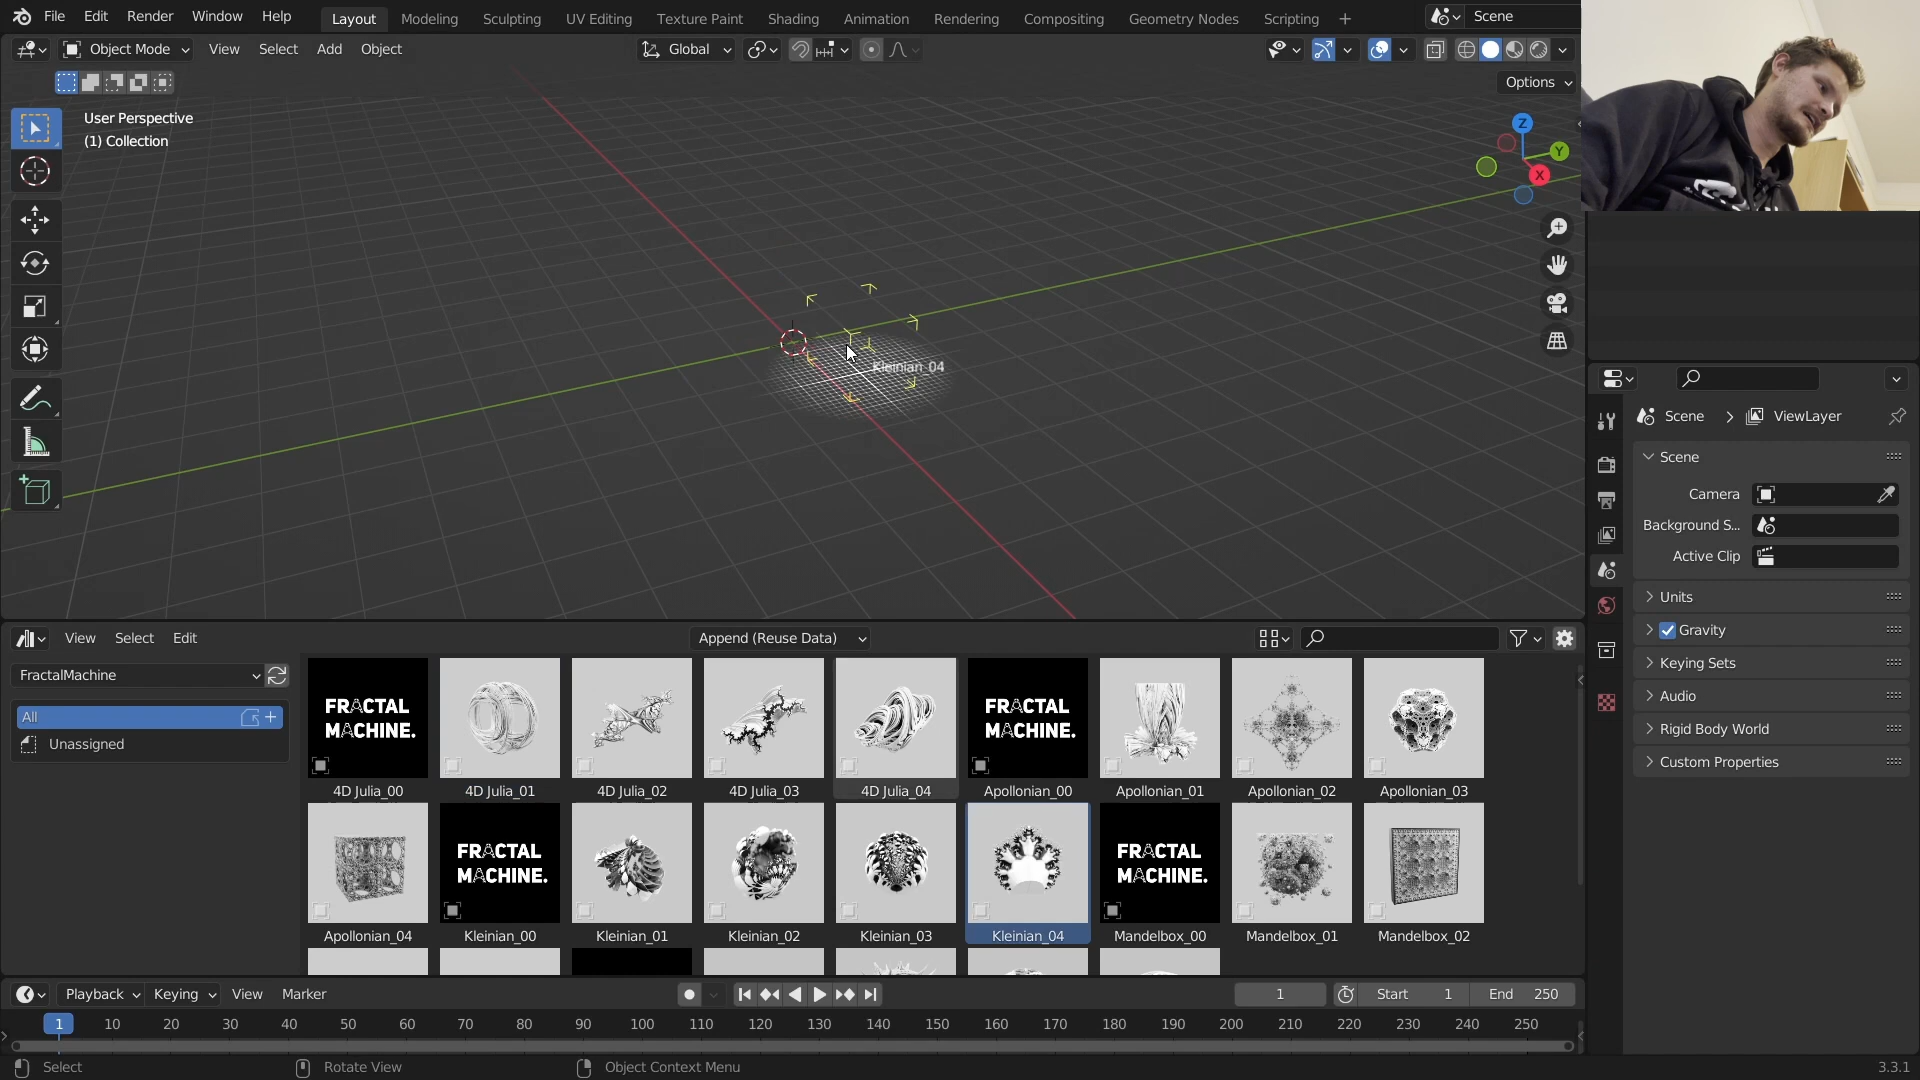 File Edit Render Window Help Layout Modeling Sculpting UV Editing Texture Paint Shading Animation Rendering Compositing Geometry Nodes Scripting + Scene
Object Mode View Select Add Object Global
Options
User Perspective
(1) Collection
Z
Y
X
Kleinian_04
Scene > ViewLayer
Scene
Camera
Background S...
Active Clip
Units
Gravity
Keying Sets
Audio
Rigid Body World
Custom Properties
View Select Edit Append (Reuse Data)
FractalMachine
All
Unassigned
FRACTAL
MACHINE.
FRACTAL
MACHINE.
4D Julia_00 4D Julia_01 4D Julia_02 4D Julia_03 4D Julia_04 Apollonian_00 Apollonian_01 Apollonian_02 Apollonian_03
FRACTAL
MACHINE.
FRACTAL
MACHINE.
Apollonian_04 Kleinian_00 Kleinian_01 Kleinian_02 Kleinian_03 Kleinian_04 Mandelbox_00 Mandelbox_01 Mandelbox_02
Playback Keying View Marker 1 Start 1 End 250
1 10 20 30 40 50 60 70 80 90 100 110 120 130 140 150 160 170 180 190 200 210 220 230 240 250
Select Rotate View Object Context Menu 3.3.1